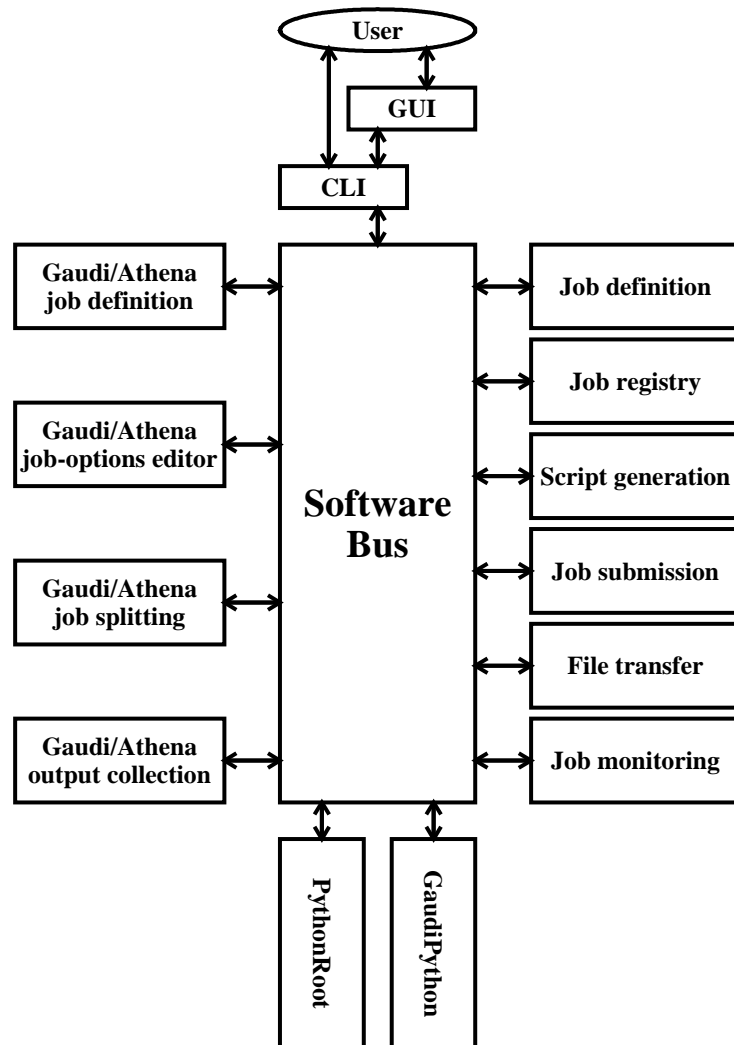 User
GUI
CLI
Gaudi/Athena
job definition
Gaudi/Athena
job-options editor
Gaudi/Athena
job splitting
Gaudi/Athena
output collection
Software
Bus
Job definition
Job registry
Script generation
Job submission
File transfer
Job monitoring
PythonRoot
GaudiPython